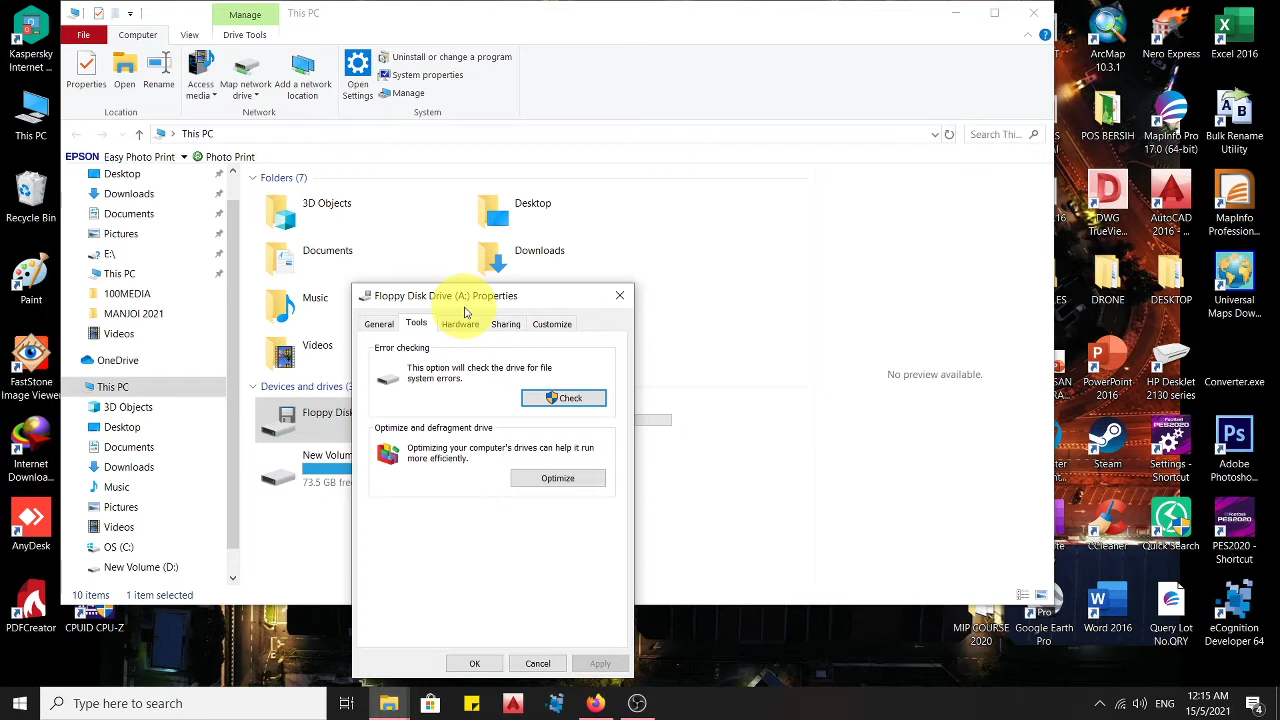 Manage
This PC
File
Computer
View
Drive Tools
Properties
Open
Rename
Access
media
Map network
drive
Add a network
location
Open
Settings
Uninstall or change a program
System properties
Manage
Location
Network
System
This PC
Search Thi...
EPSON Easy Photo Print
Photo Print
Desktop
Downloads
Documents
Pictures
E:\
This PC
100MEDIA
MANJOI 2021
Videos
OneDrive
This PC
3D Objects
Desktop
Documents
Downloads
Music
Pictures
Videos
OS (C:)
New Volume (D:)
10 items
1 item selected
Folders (7)
3D Objects
Desktop
Documents
Downloads
Music
Videos
Devices and drives (3
Floppy Dis
New Volum
73.5 GB fre
No preview available.
Floppy Disk Drive (A:) Properties
General
Tools
Hardware
Sharing
Customize
Error checking
This option will check the drive for file
system errors.
Check
Optimize and defragment drive
Optimizing your computer's drives can help it run
more efficiently.
Optimize
OK
Cancel
Apply
Kaspersky
Internet ...
This PC
Recycle Bin
Paint
FastStone
Image Viewer
Internet
Downloa...
AnyDesk
PDFCreator
CPUID CPU-Z
ArcMap
10.3.1
Nero Express
Excel 2016
POS BERSIH
MapInfo Pro
17.0 (64-bit)
Bulk Rename
Utility
DWG
TrueVie...
AutoCAD
2016 - ...
MapInfo
Profession...
DRONE
DESKTOP
Universal
Maps Dow...
PowerPoint
2016
HP DeskJet
2130 series
Converter.exe
Steam
Settings -
Shortcut
Adobe
Photosho...
CCleaner
Quick Search
PES2020 -
Shortcut
MIP COURSE
2020
Google Earth
Pro
Word 2016
Query Lot
No.QRY
eCognition
Developer 64
Type here to search
ENG
12:15 AM
15/5/2021
4